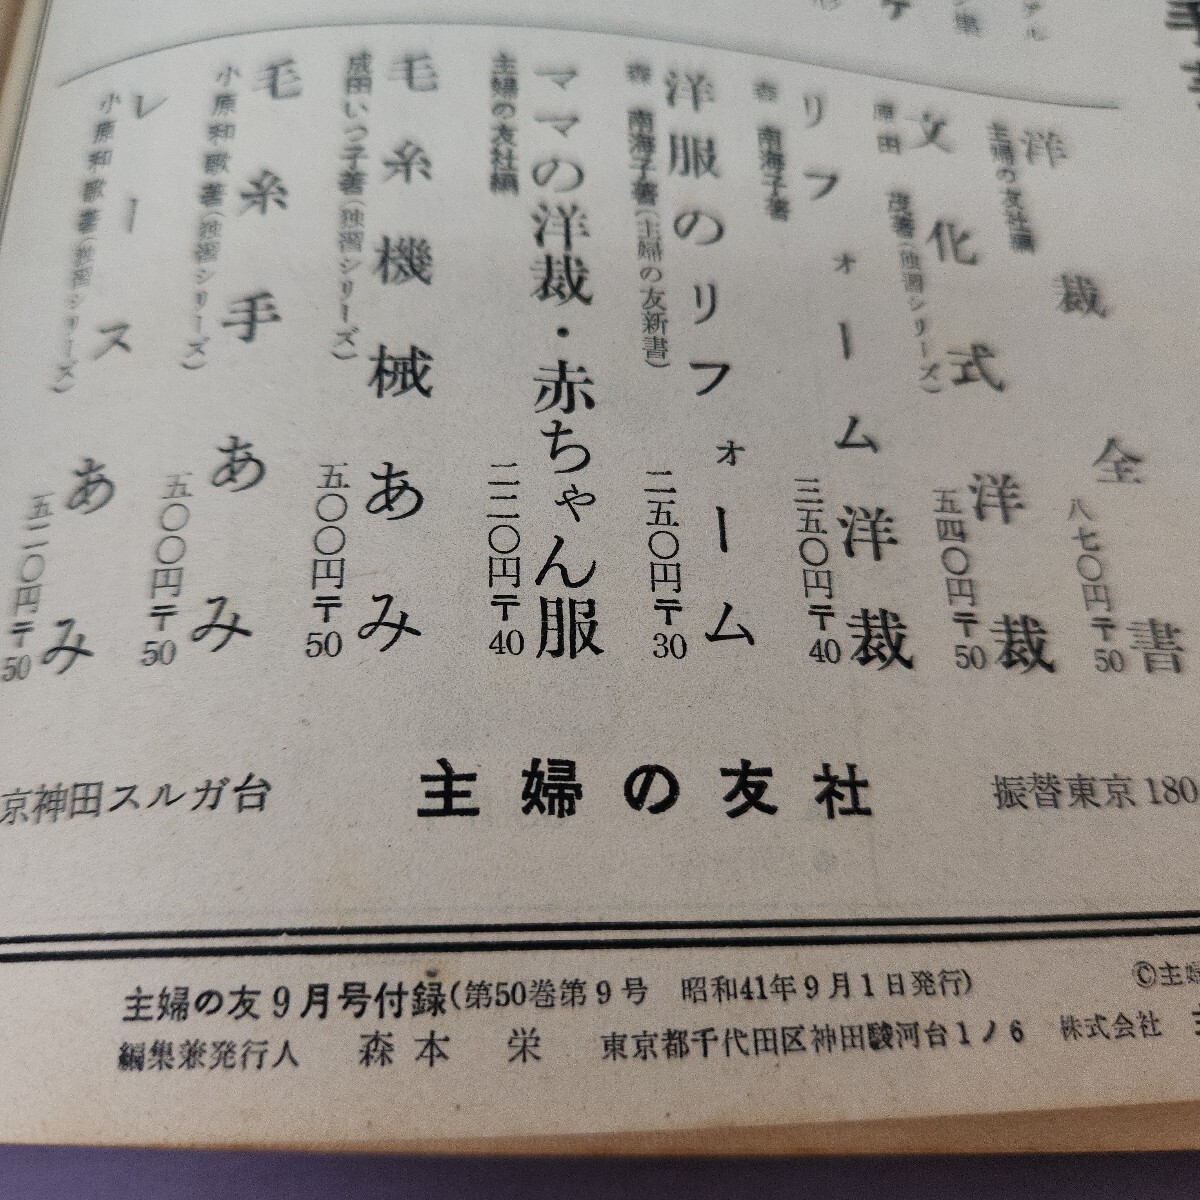 洋裁全書
主婦の友社編
八七〇円〒50
文化式洋裁
原田　茂著(独習シリーズ)
五四〇円〒50
リフォーム洋裁
森　南海子著
三五〇円〒40
洋服のリフォーム
森　南海子著(主婦の友新書)
二五〇円〒30
ママの洋裁・赤ちゃん服
主婦の友社編
二二〇円〒40
毛糸機械あみ
成田いつ子著(独習シリーズ)
五〇〇円〒50
毛糸手あみ
小原和歌著(独習シリーズ)
五〇〇円〒50
レースあみ
小原和歌著(独習シリーズ)
五二〇円〒50
京神田スルガ台　主婦の友社　振替東京180
主婦の友9月号付録(第50巻第9号　昭和41年9月1日発行)　©主婦
編集兼発行人　森本　栄　東京都千代田区神田駿河台1ノ6　株式会社